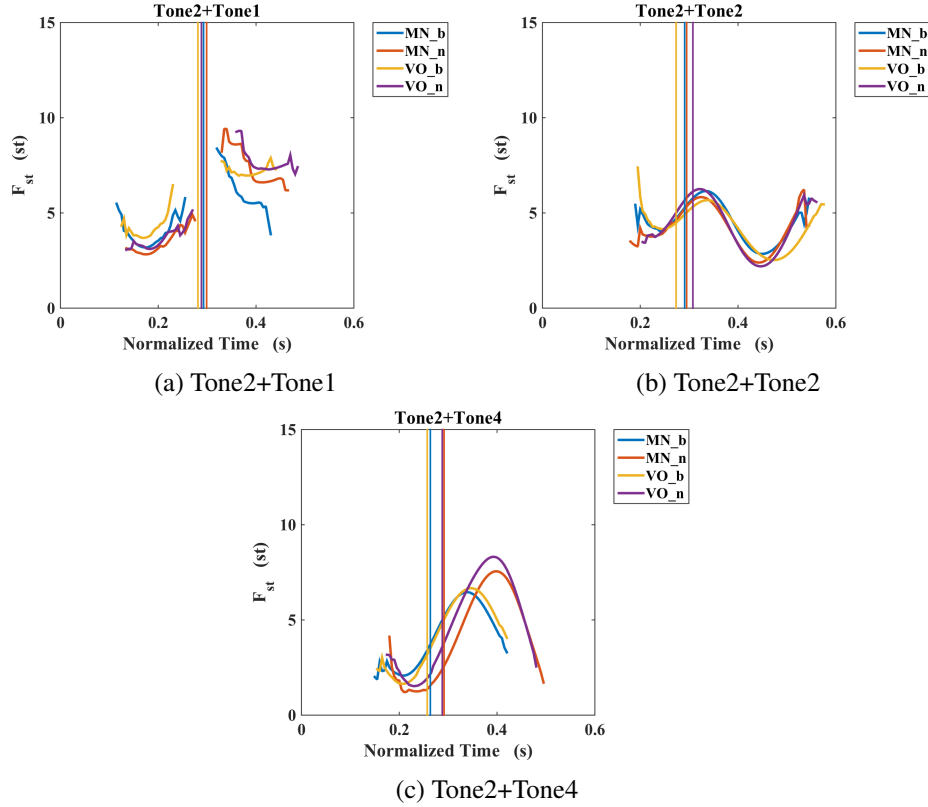 Tone2+Tone1
15
10
5
0
0
0.2
0.4
0.6
F_st (st)
Normalized Time (s)
MN_b
MN_n
VO_b
VO_n
(a) Tone2+Tone1
Tone2+Tone2
15
10
5
0
0
0.2
0.4
0.6
F_st (st)
Normalized Time (s)
MN_b
MN_n
VO_b
VO_n
(b) Tone2+Tone2
Tone2+Tone4
15
10
5
0
0
0.2
0.4
0.6
F_st (st)
Normalized Time (s)
MN_b
MN_n
VO_b
VO_n
(c) Tone2+Tone4